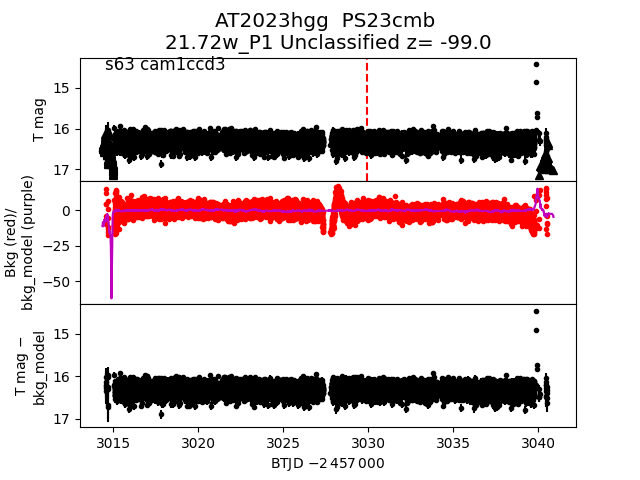 AT2023hgg  PS23cmb
21.72w_P1 Unclassified z= -99.0
s63 cam1ccd3
15
16
17
T mag
0
−25
−50
Bkg (red)/
bkg_model (purple)
15
16
17
T mag −
bkg_model
3015
3020
3025
3030
3035
3040
BTJD −2 457 000